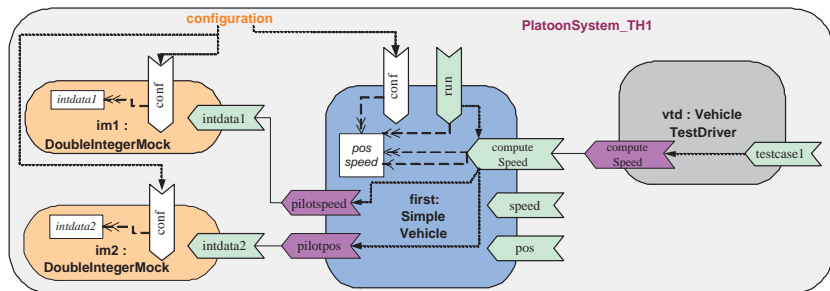 configuration
PlatoonSystem_TH1
conf
intdata1
im1 :
DoubleIntegerMock
intdata1
conf
run
pos
speed
compute
Speed
compute
Speed
vtd : Vehicle
TestDriver
testcase1
pilotspeed
first:
Simple
Vehicle
speed
conf
intdata2
im2 :
DoubleIntegerMock
intdata2
pilotpos
pos